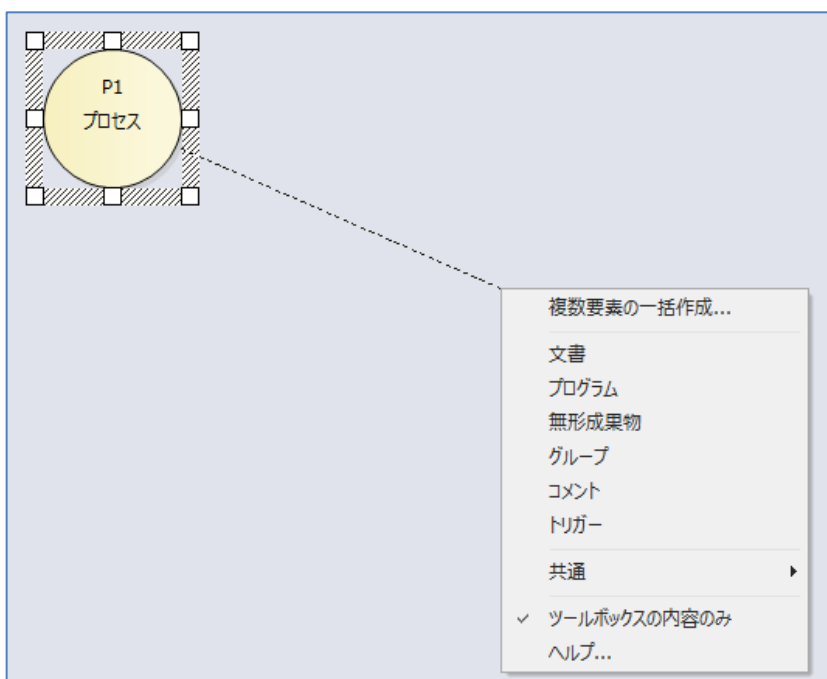 P1
プロセス
複数要素の一括作成...
文書
プログラム
無形成果物
グループ
コメント
トリガー
共通
ツールボックスの内容のみ
ヘルプ...